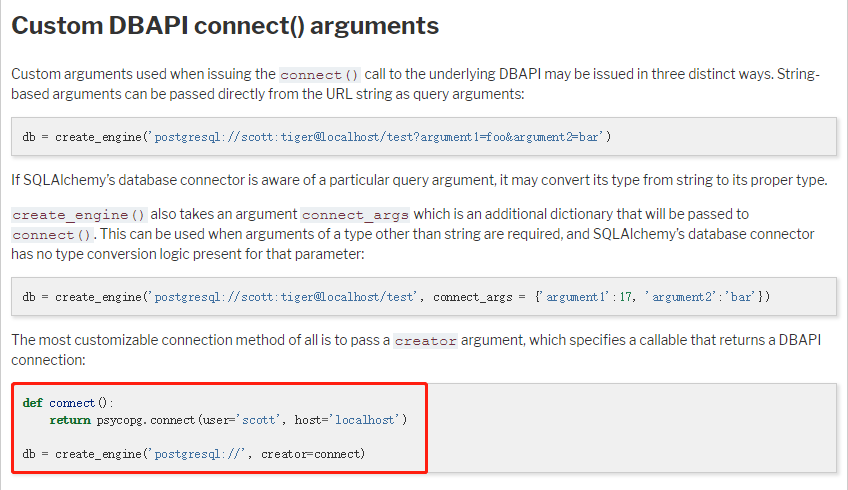 Custom DBAPI connect() arguments
Custom arguments used when issuing the connect() call to the underlying DBAPI may be issued in three distinct ways. String-
based arguments can be passed directly from the URL string as query arguments:
db = create_engine('postgresql://scott:tiger@localhost/test?argument1=foo&argument2=bar')
If SQLAlchemy's database connector is aware of a particular query argument, it may convert its type from string to its proper type.
create_engine() also takes an argument connect_args which is an additional dictionary that will be passed to
connect(). This can be used when arguments of a type other than string are required, and SQLAlchemy's database connector
has no type conversion logic present for that parameter:
db = create_engine('postgresql://scott:tiger@localhost/test', connect_args = {'argument1':17, 'argument2':'bar'})
The most customizable connection method of all is to pass a creator argument, which specifies a callable that returns a DBAPI
connection:
def connect():
    return psycopg.connect(user='scott', host='localhost')
db = create_engine('postgresql://', creator=connect)